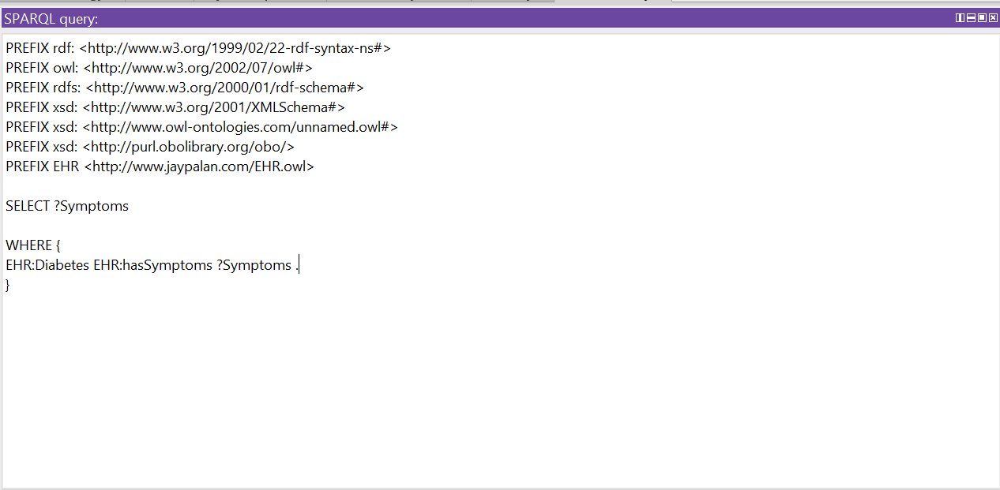 SPARQL query:
PREFIX rdf: <http://www.w3.org/1999/02/22-rdf-syntax-ns#>
PREFIX owl: <http://www.w3.org/2002/07/owl#>
PREFIX rdfs: <http://www.w3.org/2000/01/rdf-schema#>
PREFIX xsd: <http://www.w3.org/2001/XMLSchema#>
PREFIX xsd: <http://www.owl-ontologies.com/unnamed.owl#>
PREFIX xsd: <http://purl.obolibrary.org/obo/>
PREFIX EHR <http://www.jaypalan.com/EHR.owl>
SELECT ?Symptoms
WHERE {
EHR:Diabetes EHR:hasSymptoms ?Symptoms .
}